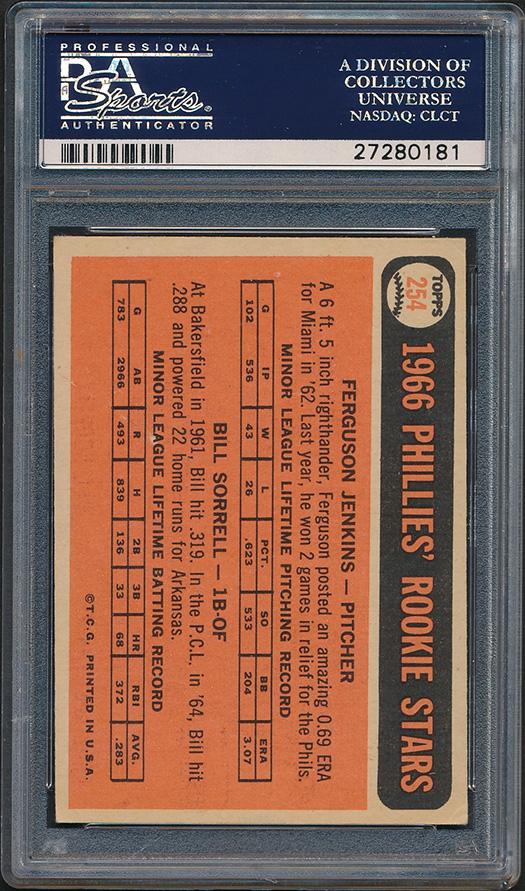 PROFESSIONAL
PSA
Sports
AUTHENTICATOR
A DIVISION OF
COLLECTORS
UNIVERSE
NASDAQ: CLCT
27280181
TOPPS
254
1966 PHILLIES' ROOKIE STARS
FERGUSON JENKINS — PITCHER
A 6 ft. 5 inch righthander, Ferguson posted an amazing 0.69 ERA
for Miami in '62. Last year, he won 2 games in relief for the Phils.
MINOR LEAGUE LIFETIME PITCHING RECORD
G IP W L PCT. SO BB ERA
102 536 43 26 .623 533 204 3.07
BILL SORRELL — 1B-OF
At Bakersfield in 1961, Bill hit .319. In the P.C.L. in '64, Bill hit
.288 and powered 22 home runs for Arkansas.
MINOR LEAGUE LIFETIME BATTING RECORD
G AB R H 2B 3B HR RBI AVG.
783 2966 493 839 136 33 68 372 .283
©T.C.G. PRINTED IN U.S.A.